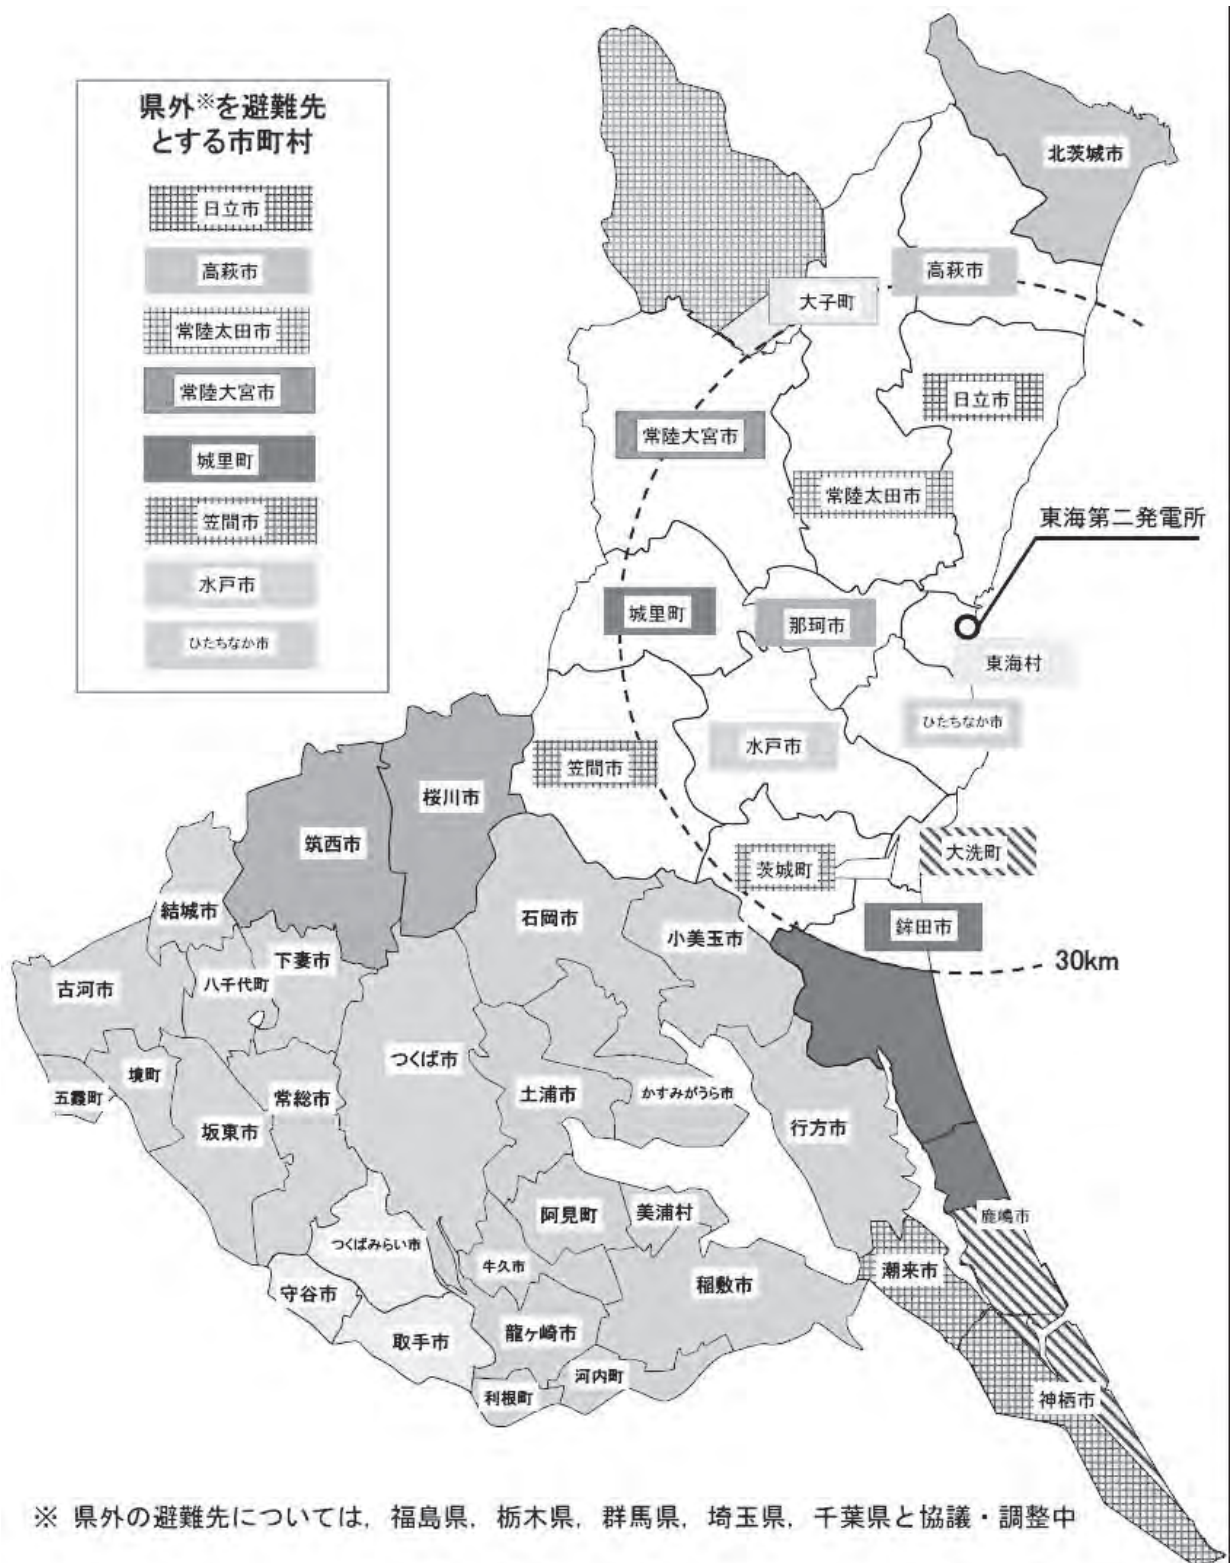 県外※を避難先
とする市町村
日立市
高萩市
常陸太田市
常陸大宮市
城里町
笠間市
水戸市
ひたちなか市
北茨城市
高萩市
大子町
日立市
常陸大宮市
常陸太田市
東海第二発電所
城里町
那珂市
東海村
ひたちなか市
水戸市
笠間市
桜川市
筑西市
茨城町
大洗町
結城市
石岡市
小美玉市
鉾田市
30km
下妻市
八千代町
古河市
つくば市
境町
五霞町
常総市
土浦市
かすみがうら市
坂東市
行方市
阿見町
美浦村
鹿嶋市
つくばみらい市
牛久市
潮来市
守谷市
稲敷市
取手市
龍ヶ崎市
河内町
利根町
神栖市
※ 県外の避難先については，福島県，栃木県，群馬県，埼玉県，千葉県と協議・調整中